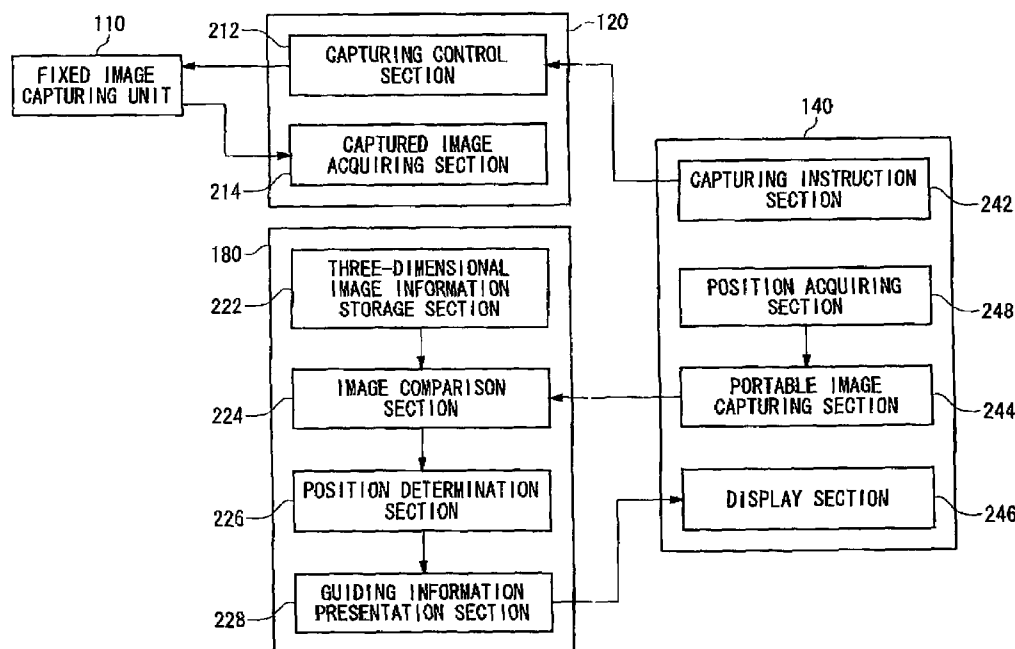 110
FIXED IMAGE
CAPTURING UNIT
120
212
CAPTURING CONTROL
SECTION
CAPTURED IMAGE
ACQUIRING SECTION
214
180
THREE-DIMENSIONAL
IMAGE INFORMATION
STORAGE SECTION
222
IMAGE COMPARISON
SECTION
224
POSITION DETERMINATION
SECTION
226
GUIDING INFORMATION
PRESENTATION SECTION
228
140
CAPTURING INSTRUCTION
SECTION
242
POSITION ACQUIRING
SECTION
248
PORTABLE IMAGE
CAPTURING SECTION
244
DISPLAY SECTION
246